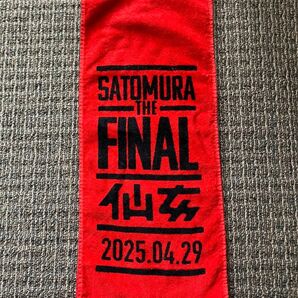 SATOMURA
THE
FINAL
仙女
2025.04.29